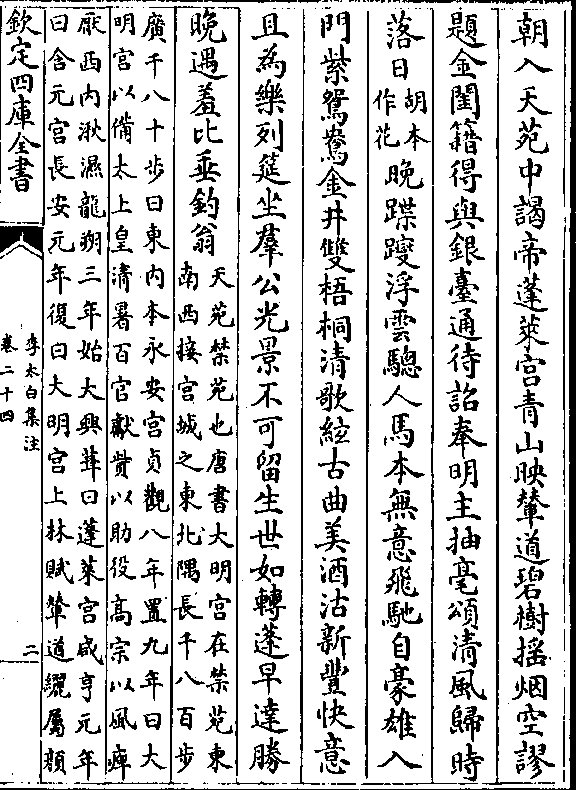 朝入天苑中謁帝蓬萊宮青山映輦道碧樹揺烟空謬
題金閨籍得與銀臺通待詔奉明主抽毫頌清風歸時
落日胡本作花晩蹀躞浮雲驄人馬本無意飛馳自豪雄入
門紫鴛鴦金井雙梧桐清歌絃古曲美酒沽新豐快意
且為樂列筵坐羣公光景不可留生世如轉蓬早達勝
晩遇羞比垂釣翁
天苑禁苑也唐書大明宮在禁苑東
南西接宮城之東北隅長千八百步
廣千八十步曰東内本永安宮貞觀八年置九年曰大
明宮以備太上皇清暑百官獻貲以助役髙宗以風痺
厭西内湫濕龍朔三年始大興葺曰蓬萊宮咸亨元年
曰含元宮長安元年復曰大明宮上林賦輦道纚屬顔
欽定四庫全書
李太白集注
卷二十四
二